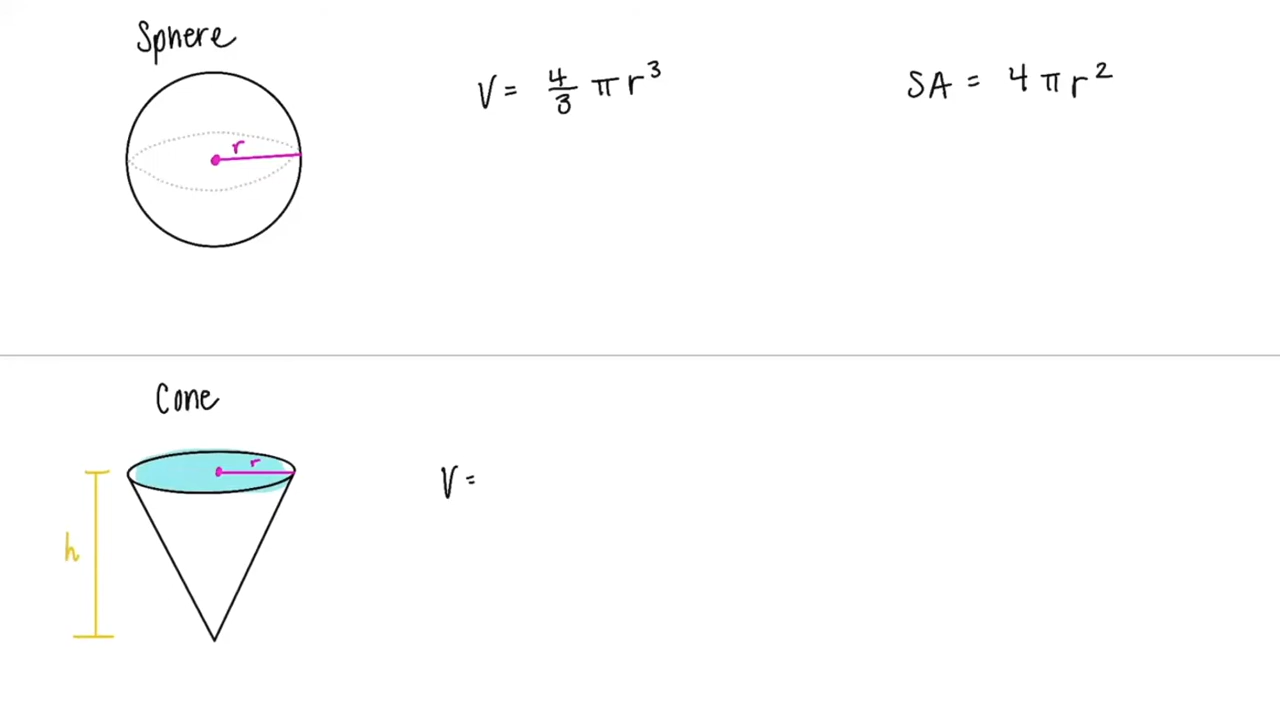 Sphere
V = 4/3 π r³
SA = 4 π r²
r
Cone
r
V =
h